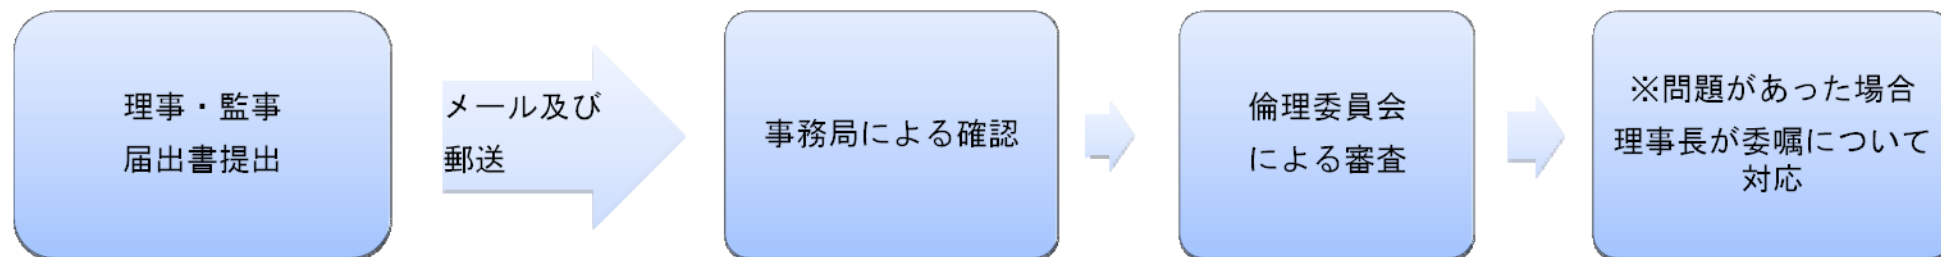 理事・監事
届出書提出
メール及び
郵送
事務局による確認
倫理委員会
による審査
※問題があった場合
理事長が委嘱について
対応